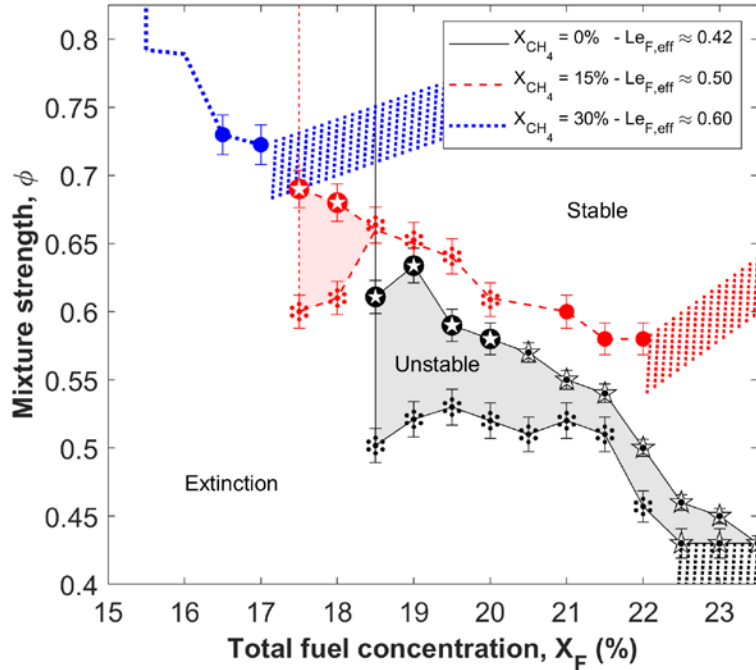 X_CH4 = 0% - Le_F,eff ≈ 0.42
X_CH4 = 15% - Le_F,eff ≈ 0.50
X_CH4 = 30% - Le_F,eff ≈ 0.60
Stable
Unstable
Extinction
Mixture strength, ϕ
0.8
0.75
0.7
0.65
0.6
0.55
0.5
0.45
0.4
15 16 17 18 19 20 21 22 23
Total fuel concentration, X_F (%)